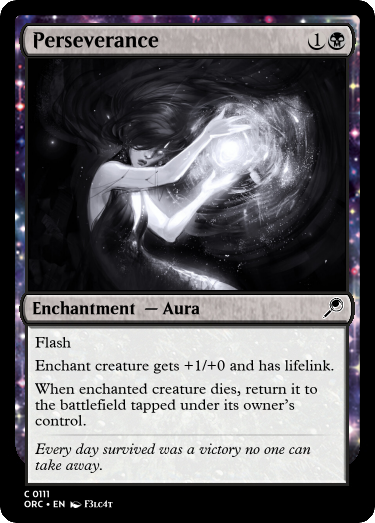 Perseverance 1
Enchantment — Aura
Flash
Enchant creature gets +1/+0 and has lifelink.
When enchanted creature dies, return it to
the battlefield tapped under its owner's
control.
Every day survived was a victory no one can
take away.
C 0111
ORC • EN F3LC4T